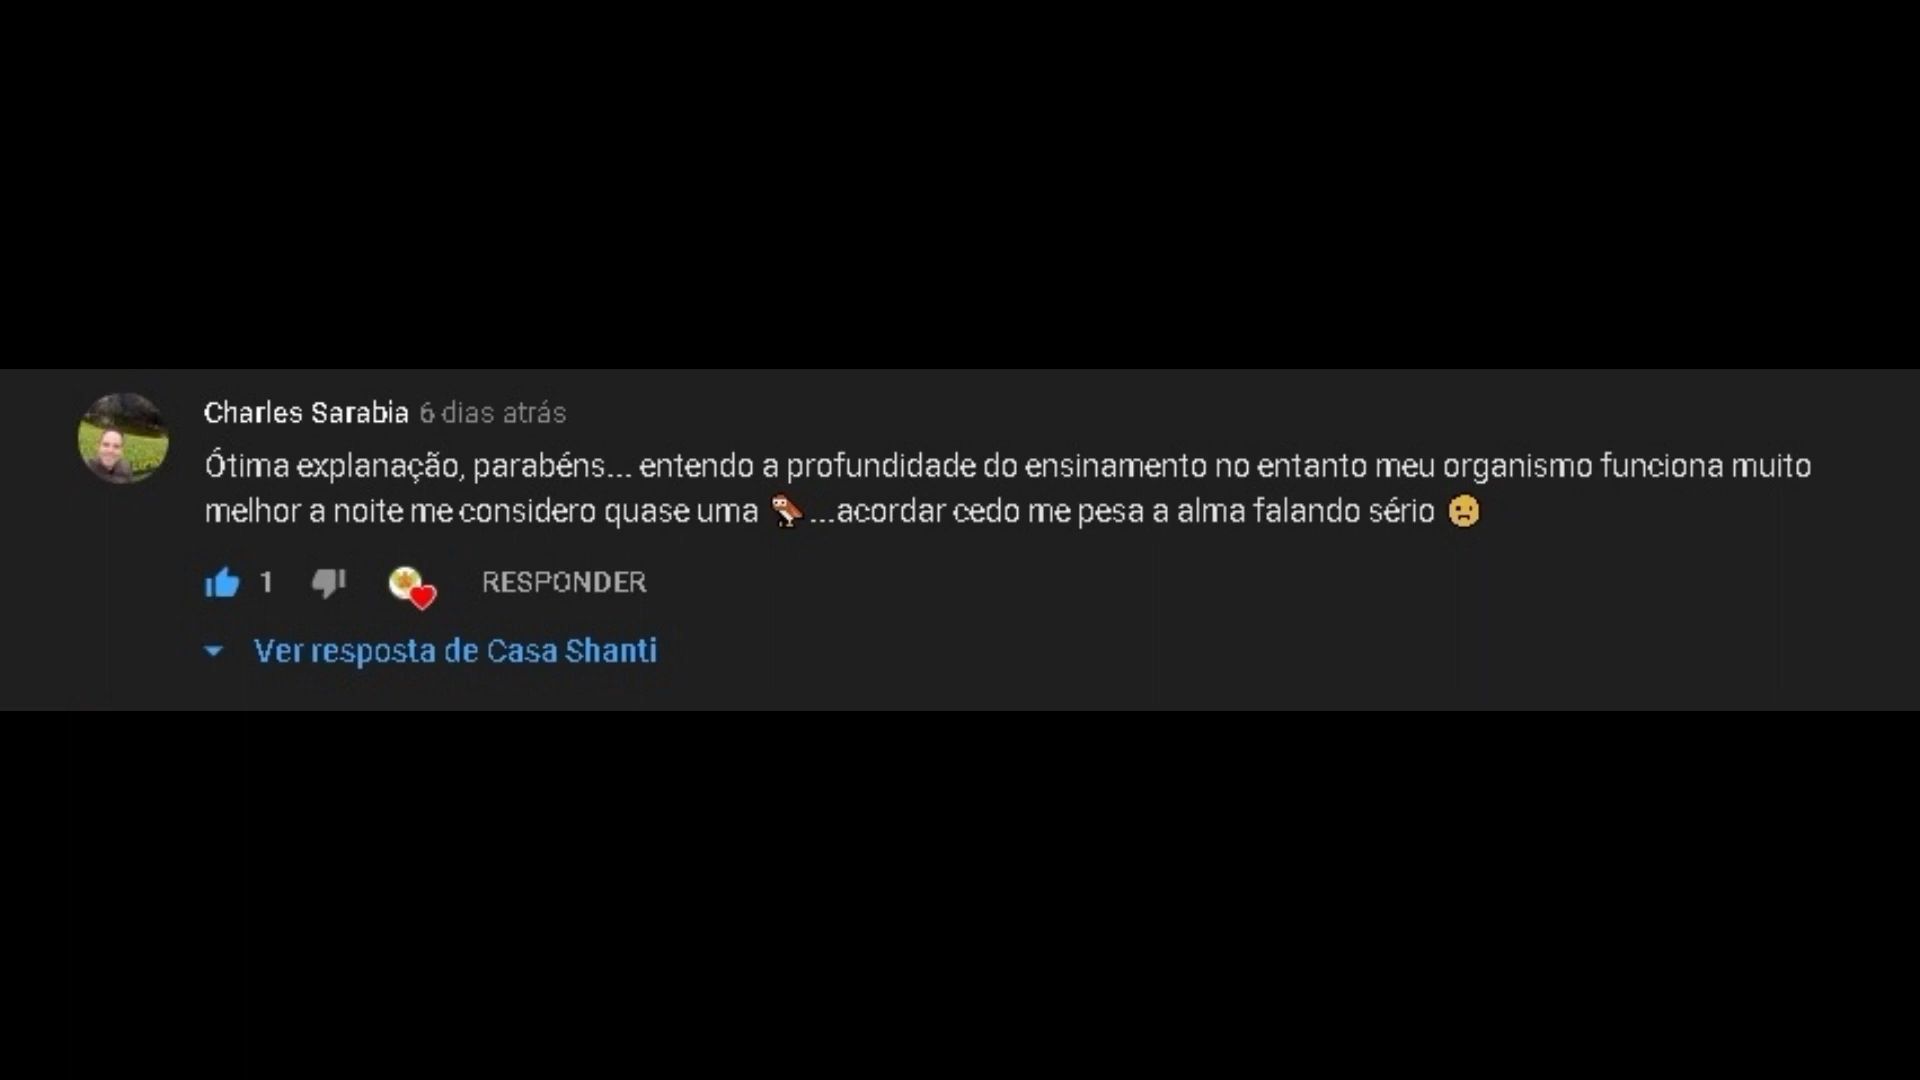 Charles Sarabia 6 dias atrás
Ótima explanação, parabéns... entendo a profundidade do ensinamento no entanto meu organismo funciona muito
melhor a noite me considero quase uma 🦉...acordar cedo me pesa a alma falando sério 🙁
1 RESPONDER
Ver resposta de Casa Shanti